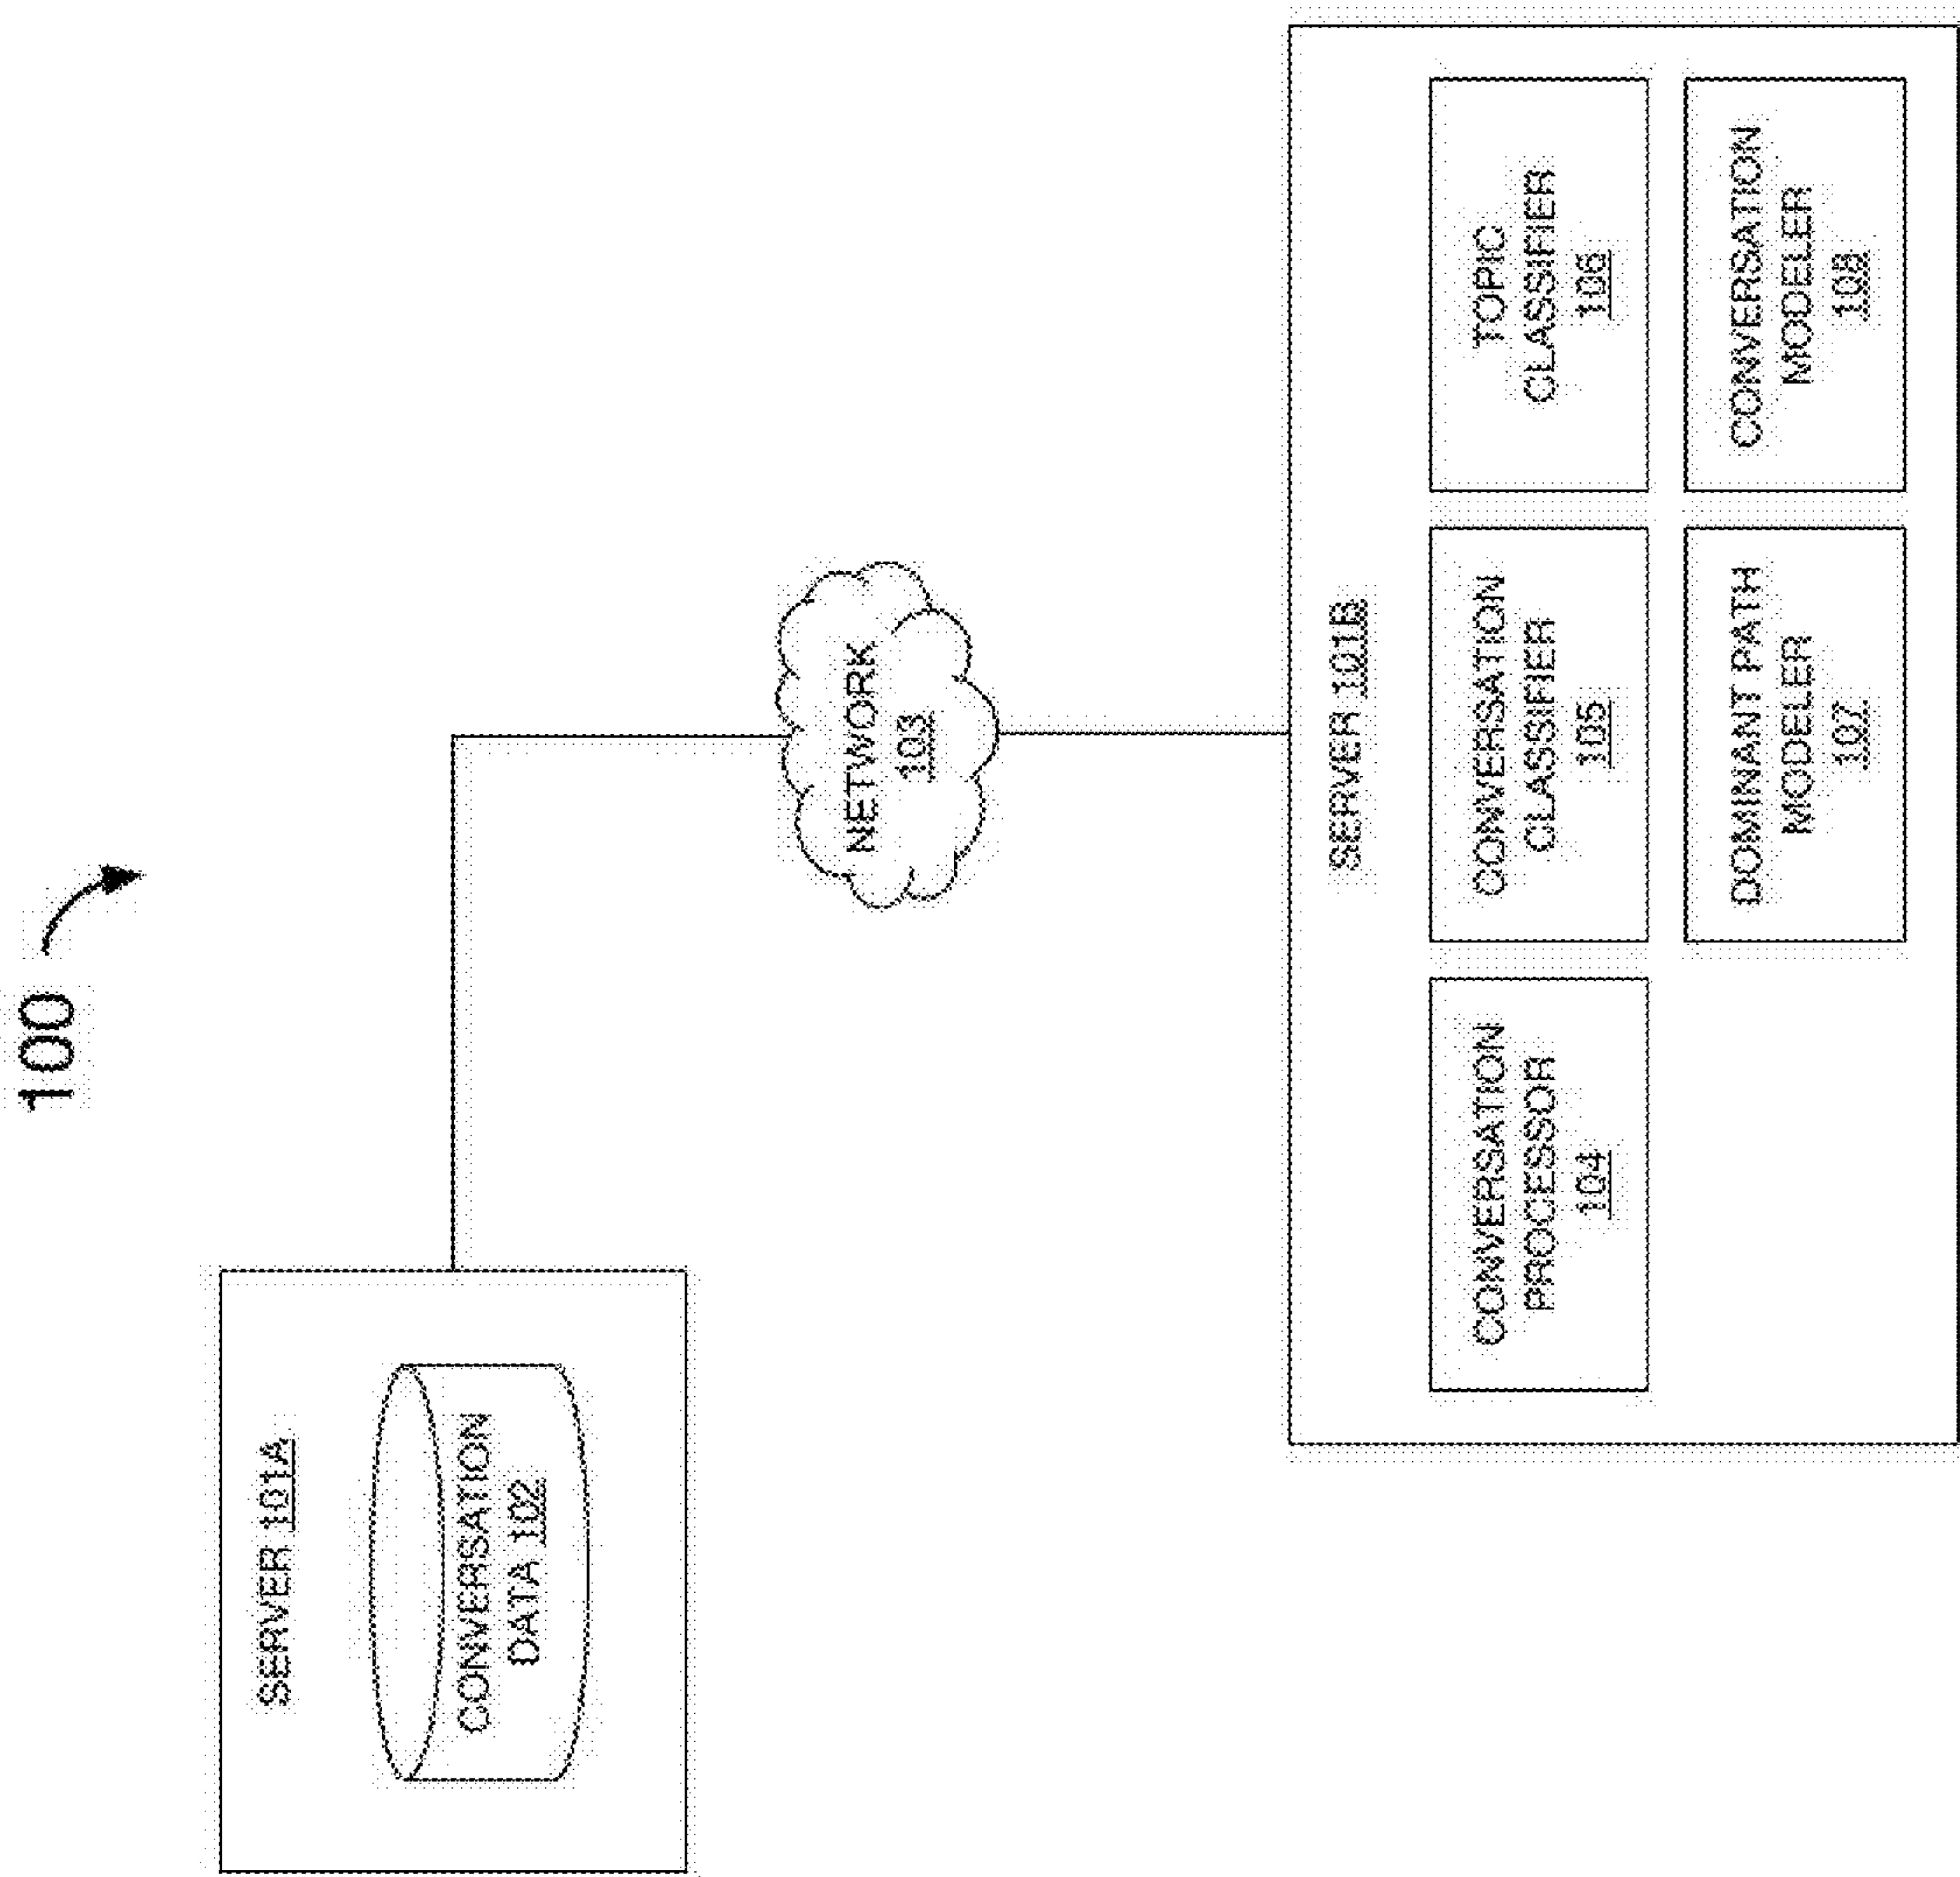 100
SERVER 101A
CONVERSATION
DATA 102
NETWORK
103
SERVER 101B
CONVERSATION
PROCESSOR
104
CONVERSATION
CLASSIFIER
105
TOPIC
CLASSIFIER
106
DOMINANT PATH
MODELER
107
CONVERSATION
MODELER
108